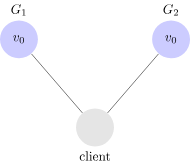 G₁ G₂
v₀ v₀
client